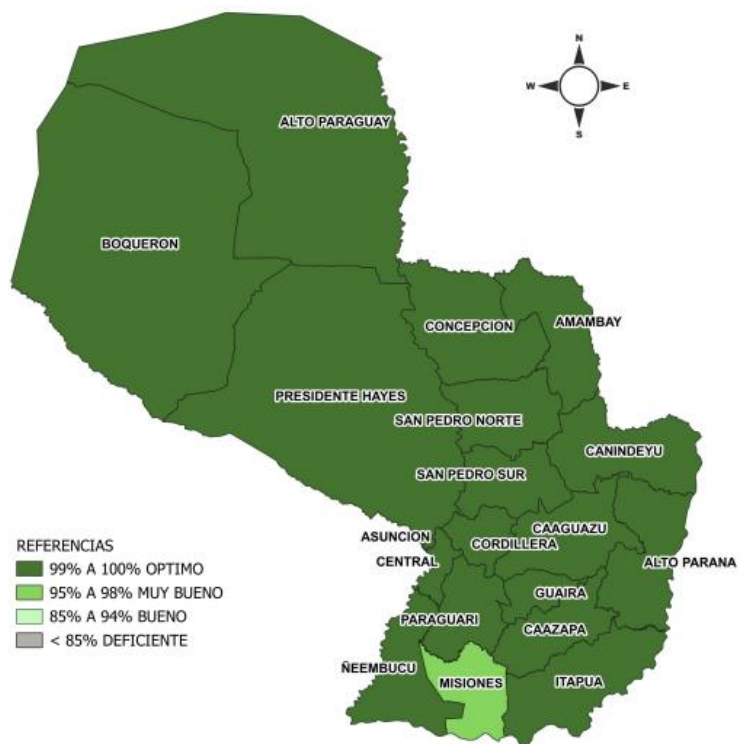 N
W
E
S
ALTO PARAGUAY
BOQUERON
CONCEPCION
AMAMBAY
PRESIDENTE HAYES
SAN PEDRO NORTE
CANINDEYU
SAN PEDRO SUR
ASUNCION
CAAGUAZU
CORDILLERA
CENTRAL
ALTO PARANA
GUAIRA
PARAGUARI
CAAZAPA
ÑEEMBUCU
MISIONES
ITAPUA
REFERENCIAS
99% A 100% OPTIMO
95% A 98% MUY BUENO
85% A 94% BUENO
< 85% DEFICIENTE